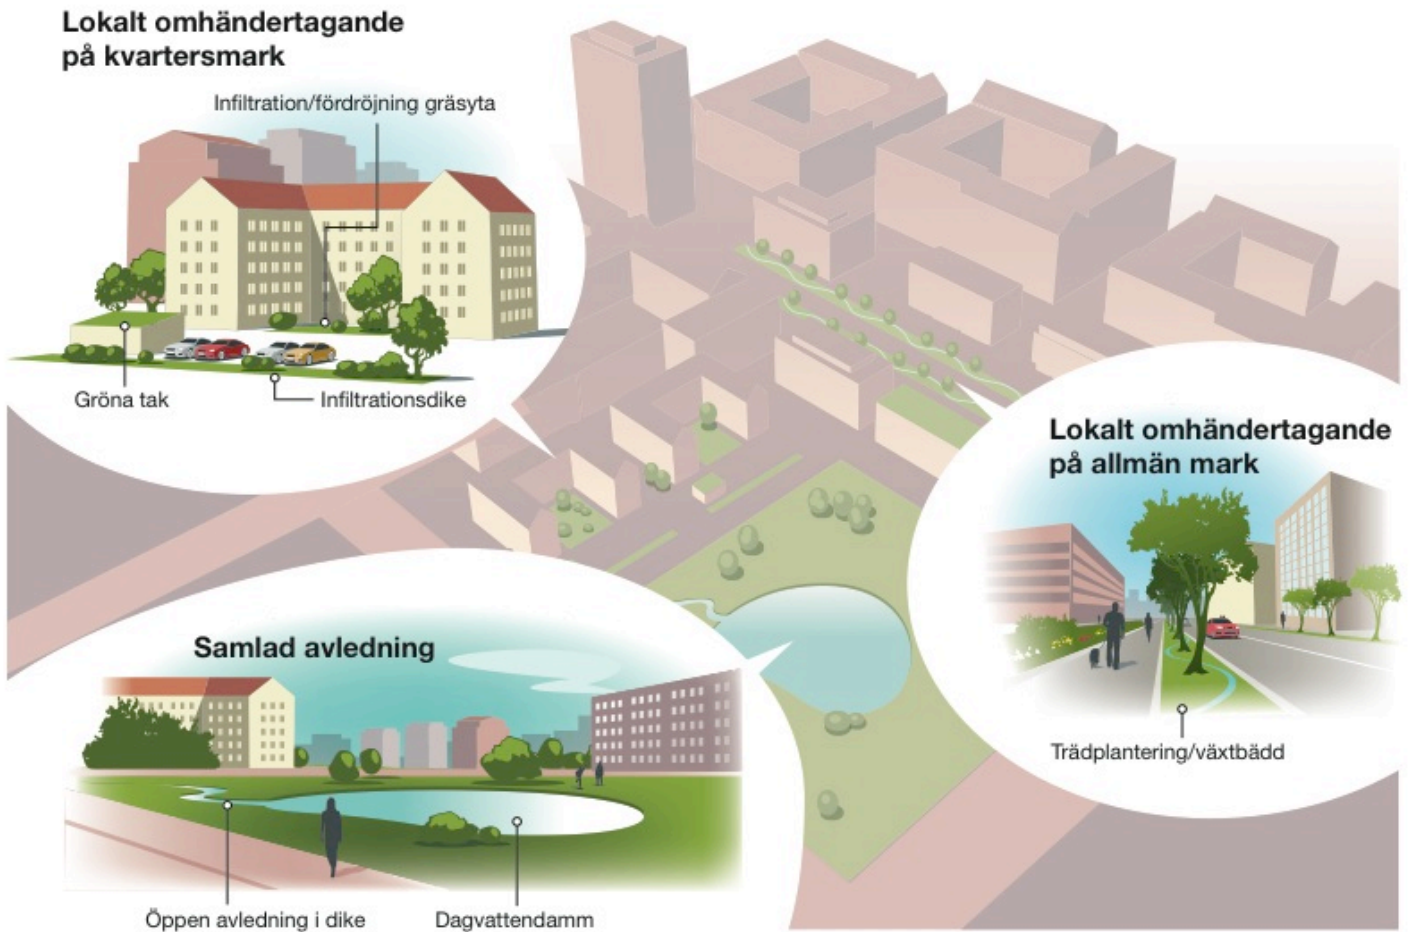 Lokalt omhändertagande
på kvartersmark
Infiltration/fördröjning gräsyta
Gröna tak
Infiltrationsdike
Lokalt omhändertagande
på allmän mark
Trädplantering/växtbädd
Samlad avledning
Öppen avledning i dike
Dagvattendamm